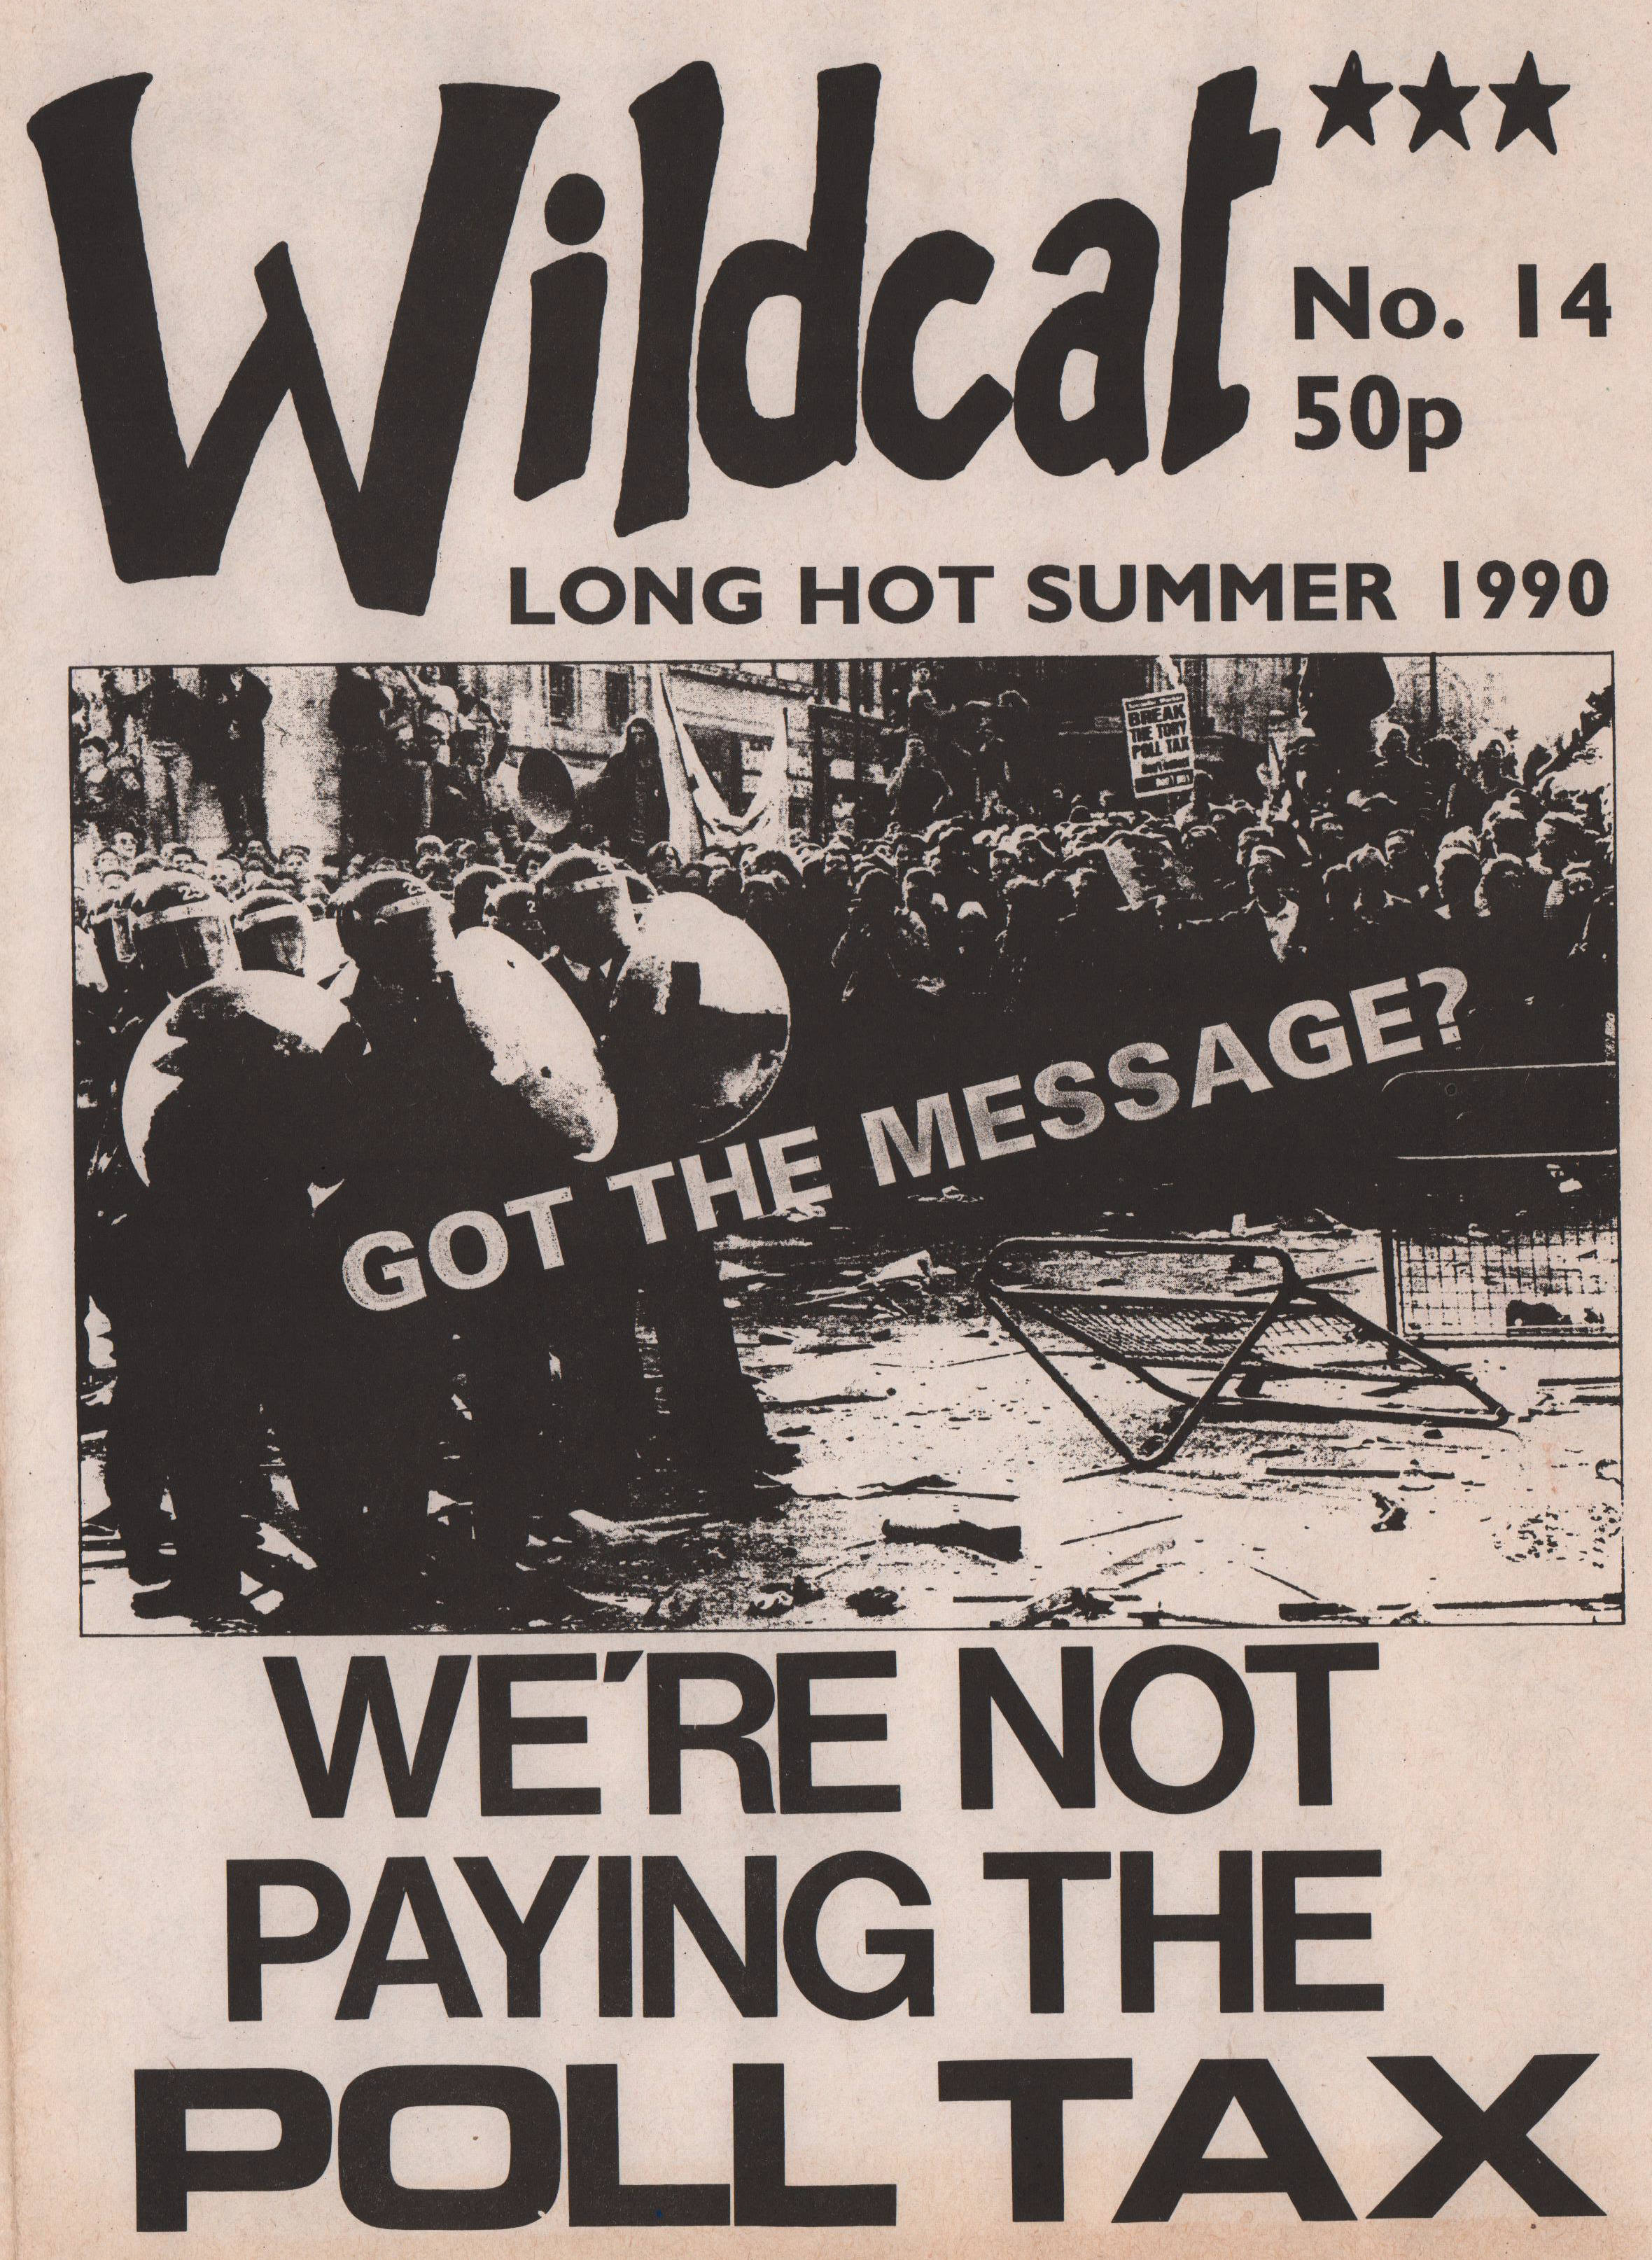 Wildcat
★★★
No. 14
50p
LONG HOT SUMMER 1990
BREAK
THE TORY
POLL TAX
GOT THE MESSAGE?
WE'RE NOT
PAYING THE
POLL TAX